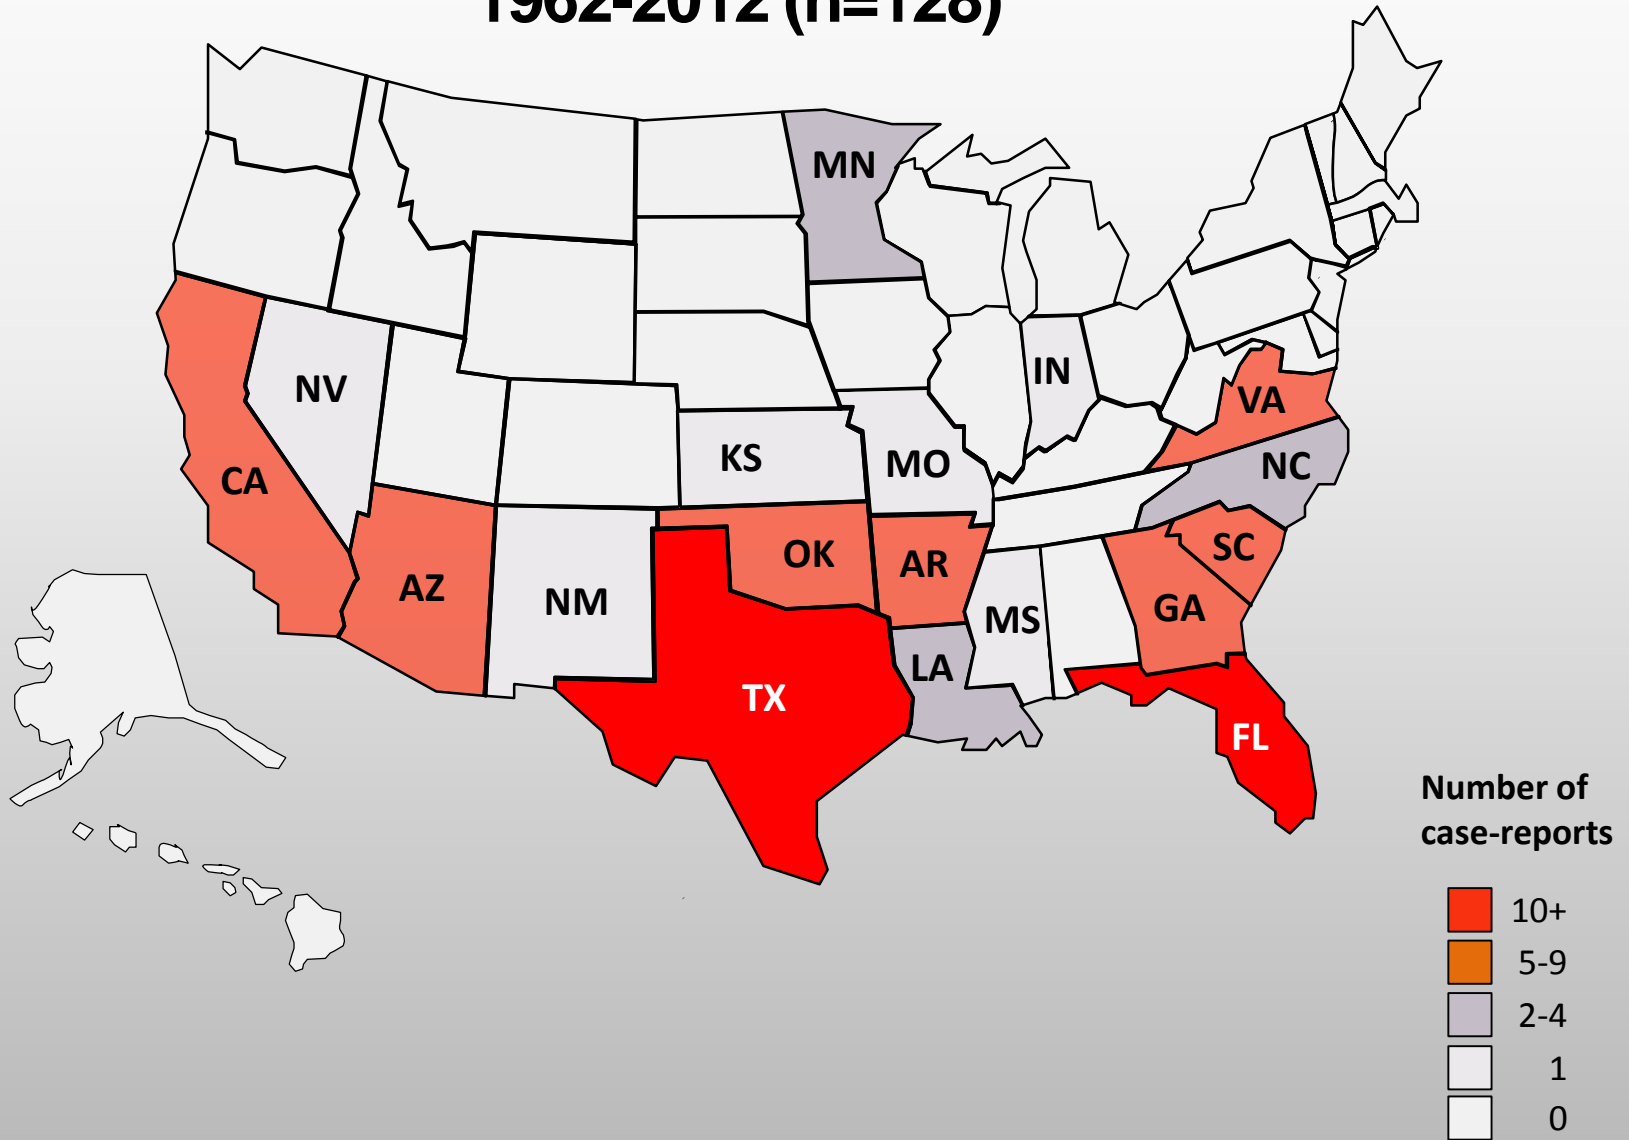 1962-2012 (n=128)
MN
NV
IN
VA
KS
MO
NC
CA
OK
AR
SC
AZ
NM
MS
GA
LA
TX
FL
Number of
case-reports
10+
5-9
2-4
1
0